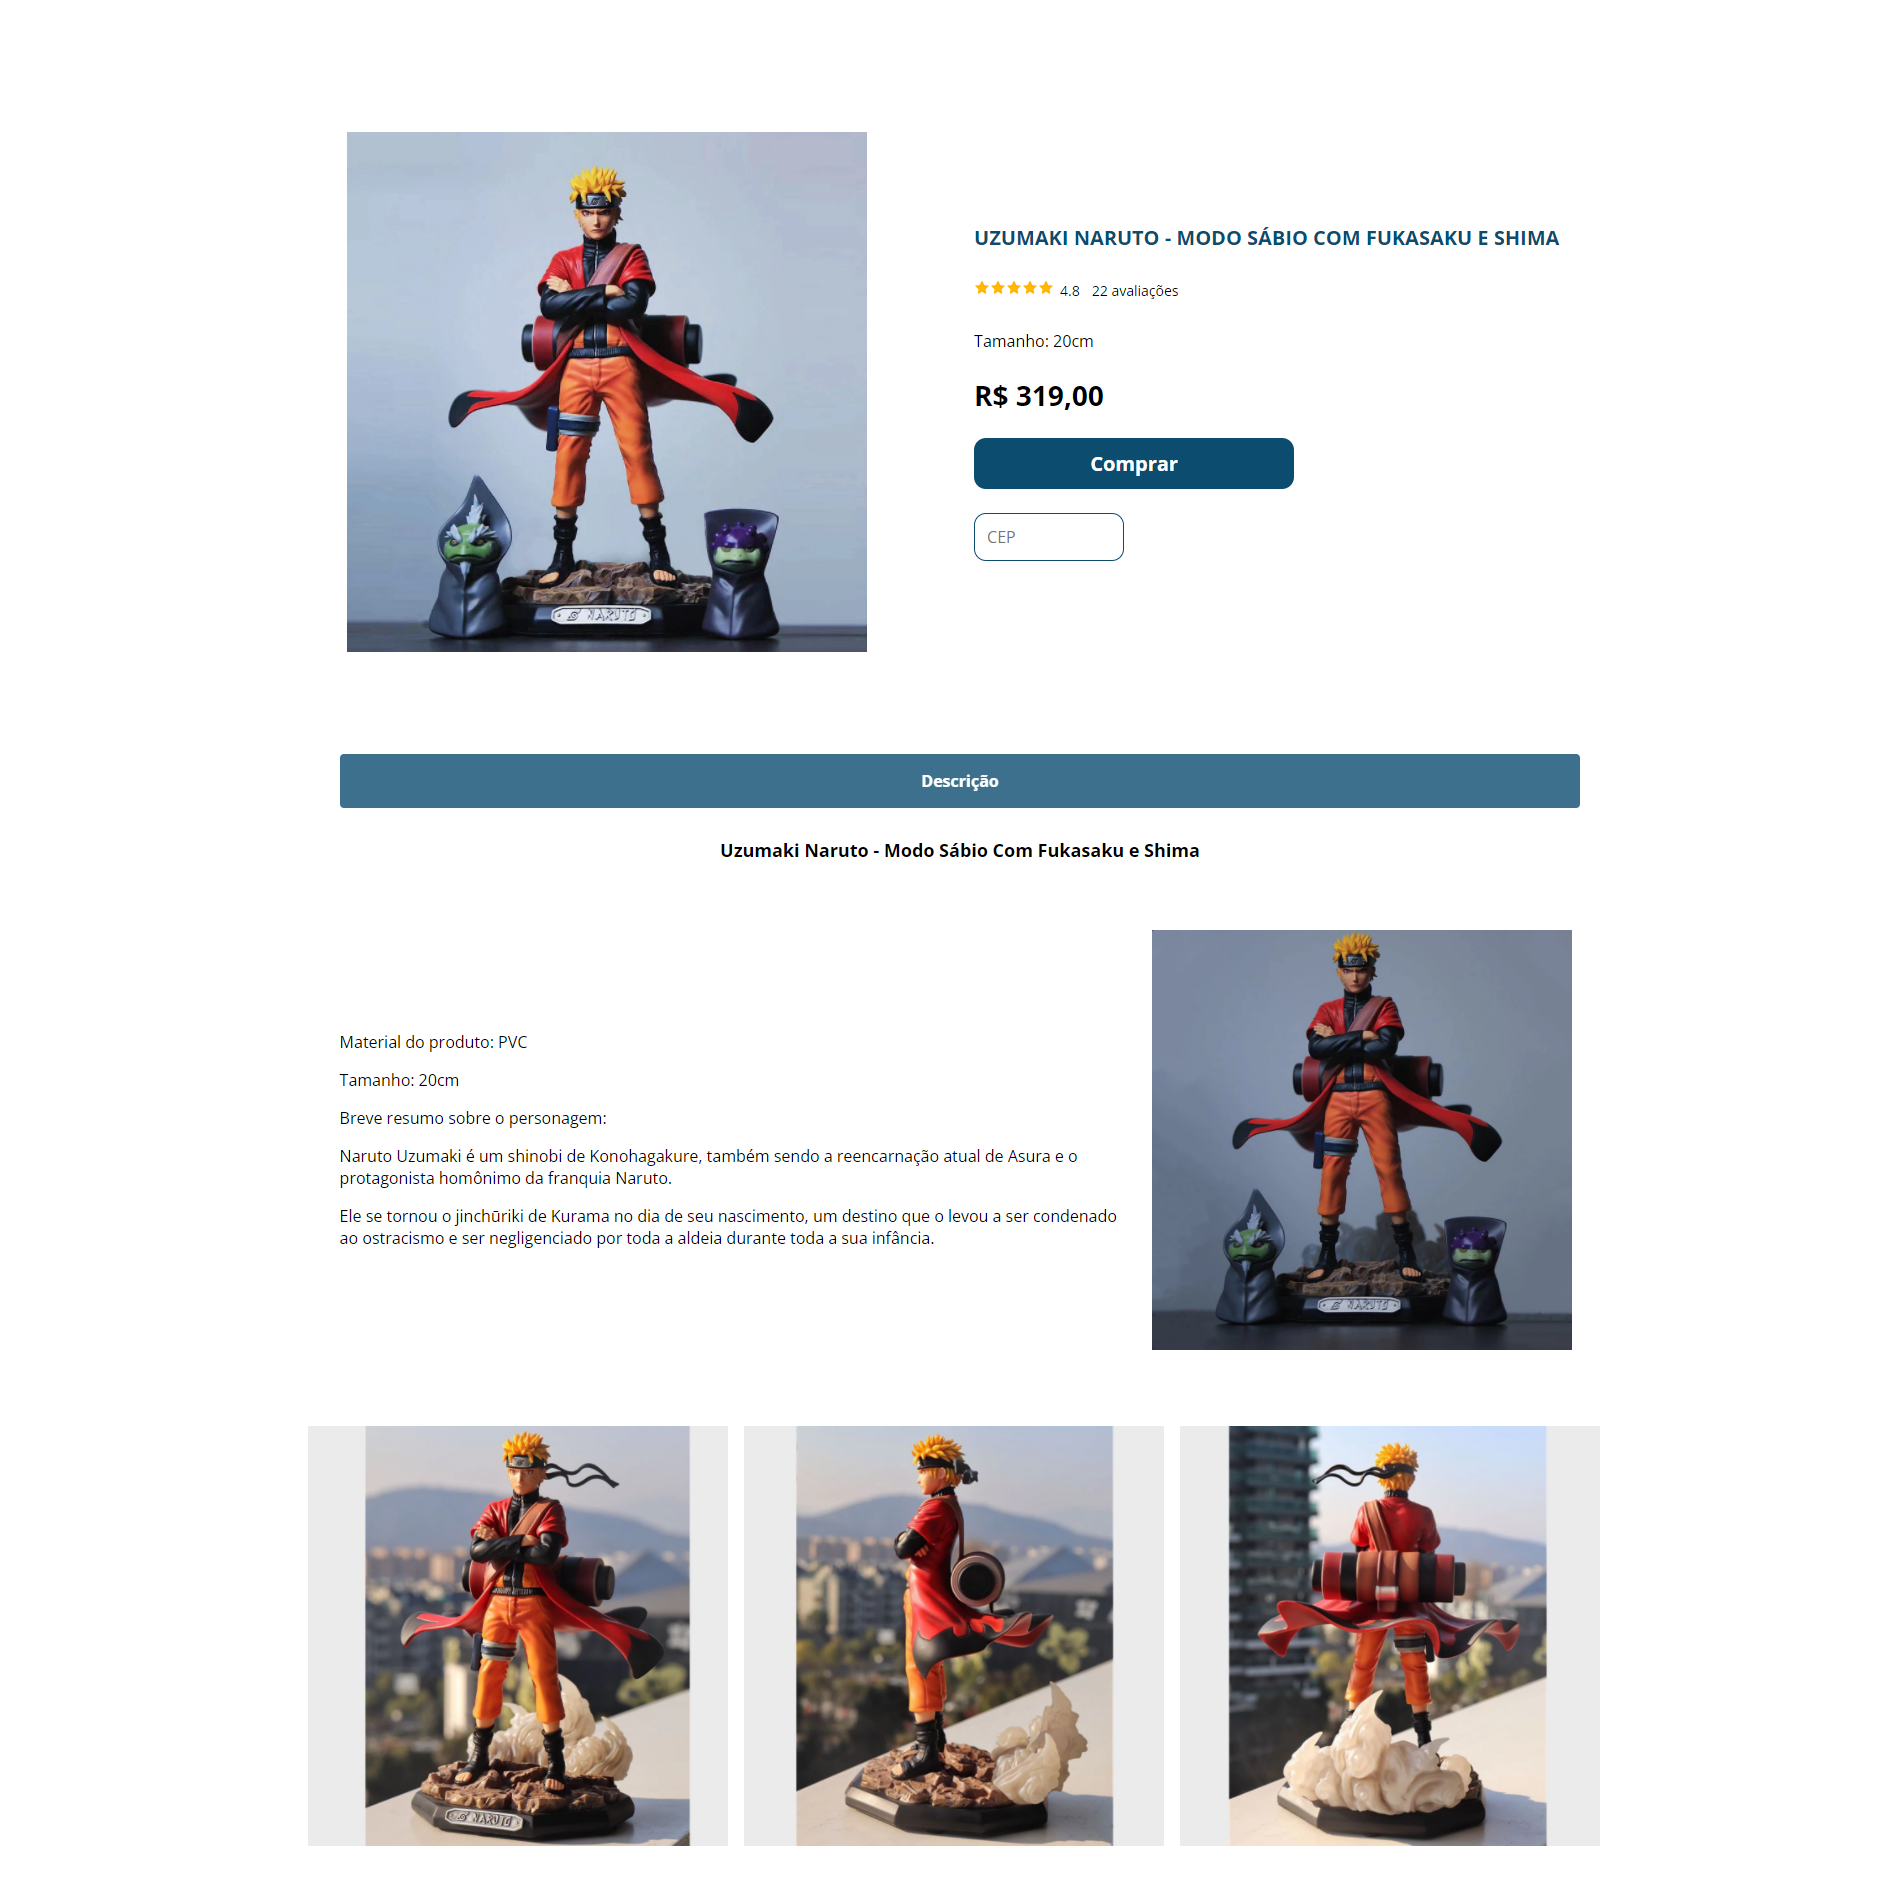 UZUMAKI NARUTO - MODO SÁBIO COM FUKASAKU E SHIMA
4.8 22 avaliações
Tamanho: 20cm
R$ 319,00
Comprar
CEP
NARUTO
Descrição
Uzumaki Naruto - Modo Sábio Com Fukasaku e Shima
Material do produto: PVC
Tamanho: 20cm
Breve resumo sobre o personagem:
Naruto Uzumaki é um shinobi de Konohagakure, também sendo a reencarnação atual de Asura e o
protagonista homônimo da franquia Naruto.
Ele se tornou o jinchūriki de Kurama no dia de seu nascimento, um destino que o levou a ser condenado
ao ostracismo e ser negligenciado por toda a aldeia durante toda a sua infância.
NARUTO
NARUTO